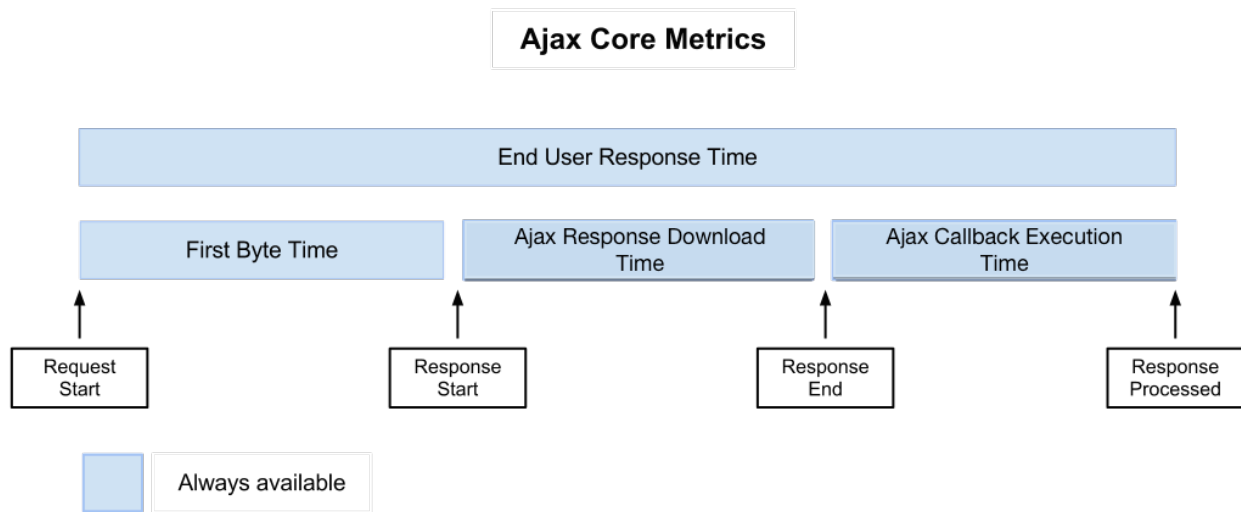 Ajax Core Metrics
End User Response Time
First Byte Time
Ajax Response Download
Time
Ajax Callback Execution
Time
Request
Start
Response
Start
Response
End
Response
Processed
Always available